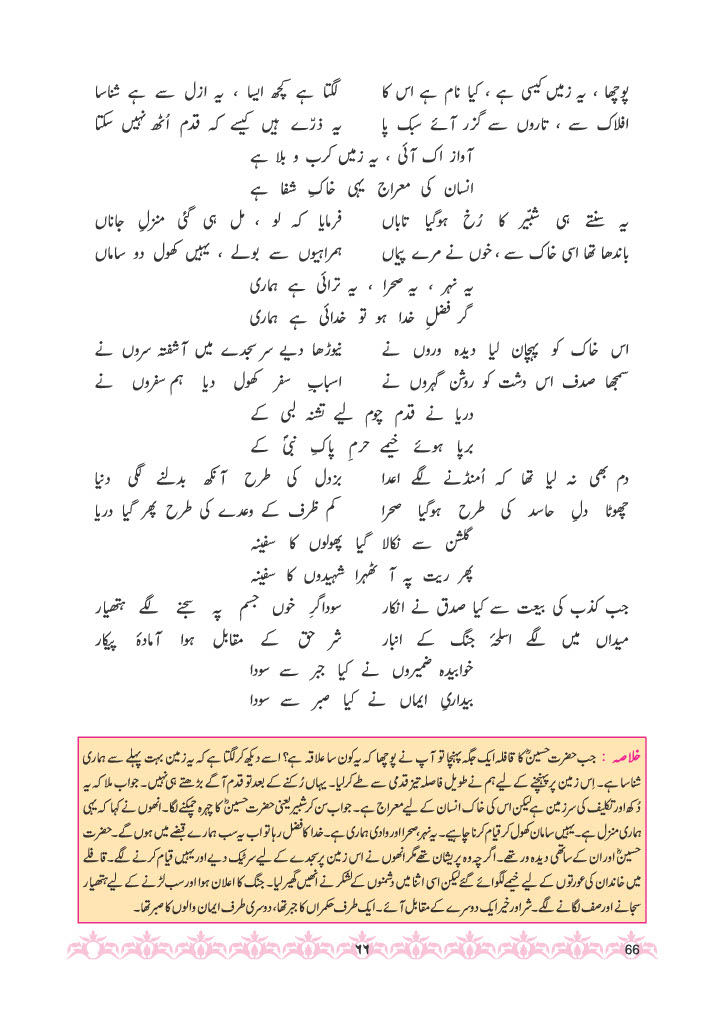 پوچھا ، یہ زمیں کیسی ہے ، کیا نام ہے اس کا لگتا ہے کچھ ایسا ، یہ ازل سے ہے شناسا
افلاک سے ، تاروں سے گزر آئے سبک پا یہ ذرّے ہیں کیسے کہ قدم اُٹھ نہیں سکتا
آواز اک آئی ، یہ زمیں کرب و بلا ہے
انسان کی معراج یہی خاکِ شفا ہے
یہ سنتے ہی شبّیر کا رُخ ہوگیا تاباں فرمایا کہ لو ، مل ہی گئی منزلِ جاناں
باندھا تھا اسی خاک سے ، خوں نے مرے پیماں ہمراہیوں سے بولے ، یہیں کھول دو ساماں
یہ نہر ، یہ صحرا ، یہ ترائی ہے ہماری
گر فضلِ خدا ہو تو خدائی ہے ہماری
اس خاک کو پہچان لیا دیدہ وروں نے نیوڑھا دیے سر سجدے میں آشفتہ سروں نے
سمجھا صدف اس دشت کو روشن گہروں نے اسبابِ سفر کھول دیا ہم سفروں نے
دریا نے قدم چوم لیے تشنہ لبی کے
برپا ہوئے خیمے حرمِ پاکِ نبیؐ کے
دم بھی نہ لیا تھا کہ اُمنڈنے لگے اعدا بزدل کی طرح آنکھ بدلنے لگی دنیا
چھوٹا دلِ حاسد کی طرح ہوگیا صحرا کم ظرف کے وعدے کی طرح پھر گیا دریا
گلشن سے نکالا گیا پھولوں کا سفینہ
پھر ریت پہ آ ٹھہرا شہیدوں کا سفینہ
جب کذب کی بیعت سے کیا صدق نے انکار سوداگرِ خوں جسم پہ سجنے لگے ہتھیار
میداں میں لگے اسلحۂ جنگ کے انبار شر حق کے مقابل ہوا آمادۂ پیکار
خوابیدہ ضمیروں نے کیا جبر سے سودا
بیداریِ ایماں نے کیا صبر سے سودا
خلاصہ : جب حضرت حسینؓ کا قافلہ ایک جگہ پہنچا تو آپ نے پوچھا کہ یہ کون سا علاقہ ہے؟ اسے دیکھ کر لگتا ہے کہ یہ زمین بہت پہلے سے ہماری
شناسا ہے۔ اِس زمین پر پہنچنے کے لیے ہم نے طویل فاصلہ تیز قدمی سے طے کرلیا۔ یہاں رُکنے کے بعد تو قدم آگے بڑھتے ہی نہیں۔ جواب ملا کہ یہ
دُکھ اور تکلیف کی سرزمین ہے لیکن اس کی خاک انسان کے لیے معراج ہے۔ جواب سن کر شبیر یعنی حضرت حسینؓ کا چہرہ چمکنے لگا۔ انھوں نے کہا کہ یہی
ہماری منزل ہے۔ یہیں سامان کھول کر قیام کرنا چاہیے۔ یہ نہر، صحرا اور وادی ہماری ہے۔ خدا کا فضل رہا تو اب یہ سب ہمارے قبضے میں ہوں گے۔ حضرت
حسینؓ اور ان کے ساتھی دیدہ ور تھے۔ اگرچہ وہ پریشان تھے مگر انھوں نے اس زمین پر سجدے کے لیے سر ٹیک دیے اور یہیں قیام کرنے لگے۔ قافلے
میں خاندان کی عورتوں کے لیے خیمے لگوائے گئے لیکن اسی اثنا میں دشمنوں کے لشکر نے انھیں گھیر لیا۔ جنگ کا اعلان ہوا اور سب لڑنے کے لیے ہتھیار
سجانے اور صف لگانے لگے۔ شر اور خیر ایک دوسرے کے مقابل آئے۔ ایک طرف حکمراں کا جبر تھا، دوسری طرف ایمان والوں کا صبر تھا۔
۶۶ 66